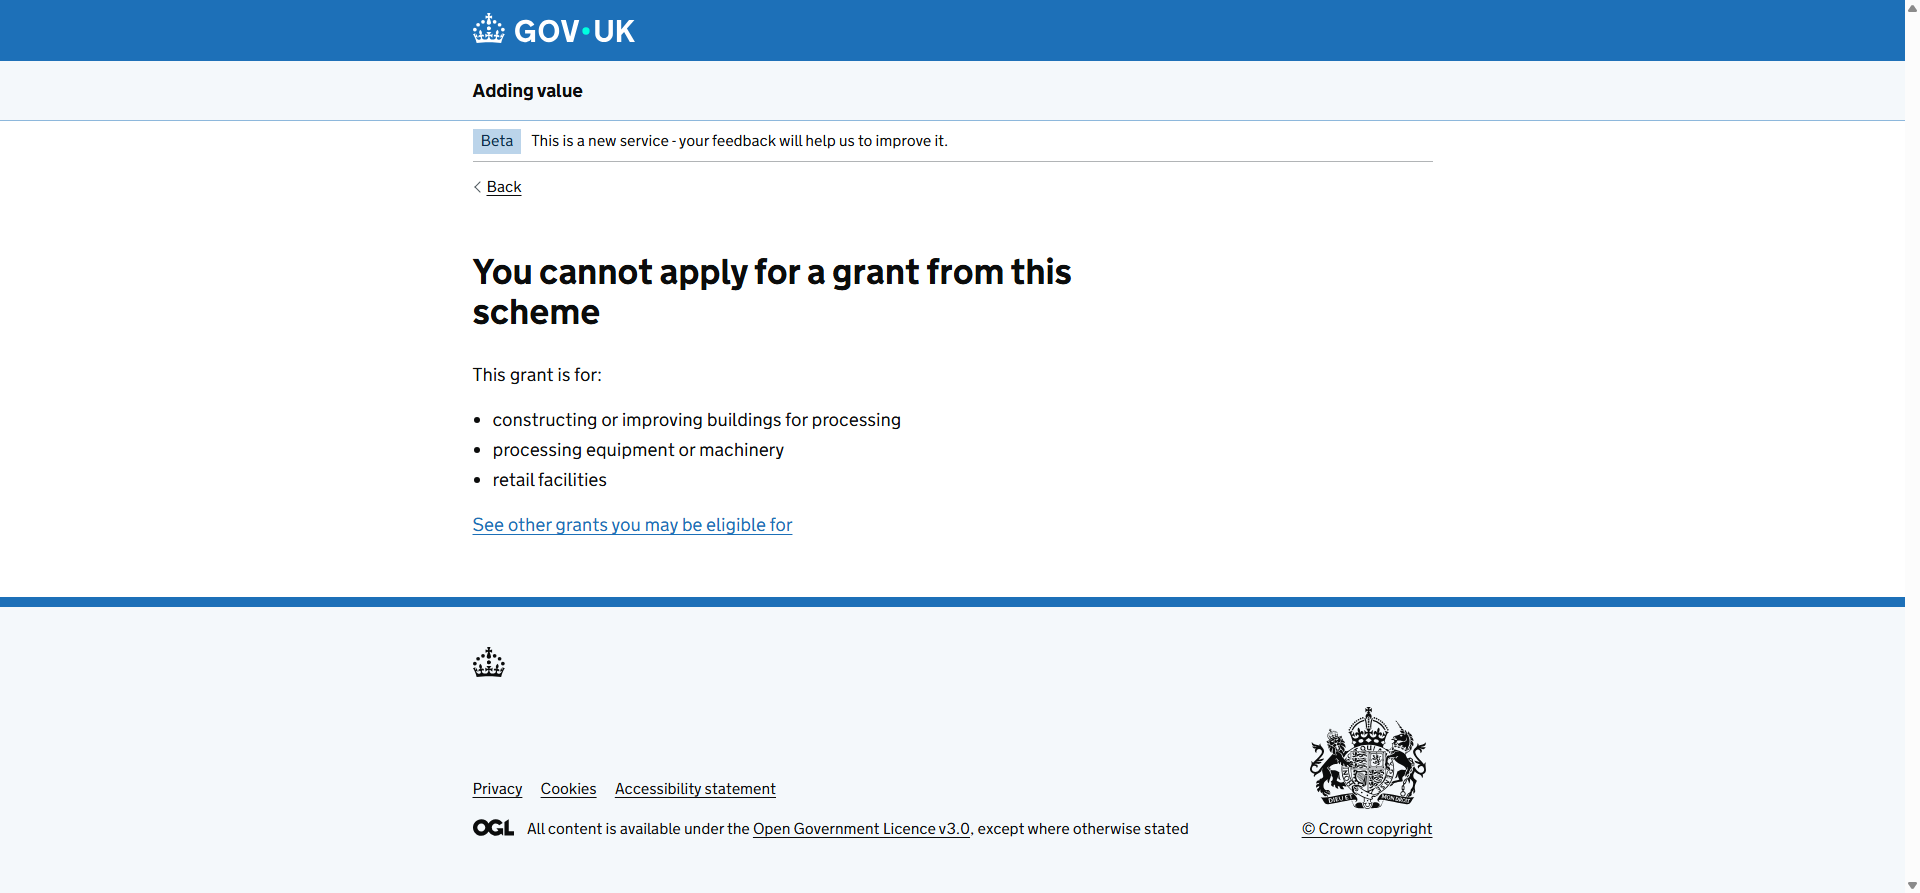 GOV•UK
Adding value
Beta This is a new service - your feedback will help us to improve it.
Back
You cannot apply for a grant from this
scheme
This grant is for:
• constructing or improving buildings for processing
• processing equipment or machinery
• retail facilities
See other grants you may be eligible for
Privacy Cookies Accessibility statement
OGL All content is available under the Open Government Licence v3.0, except where otherwise stated
© Crown copyright